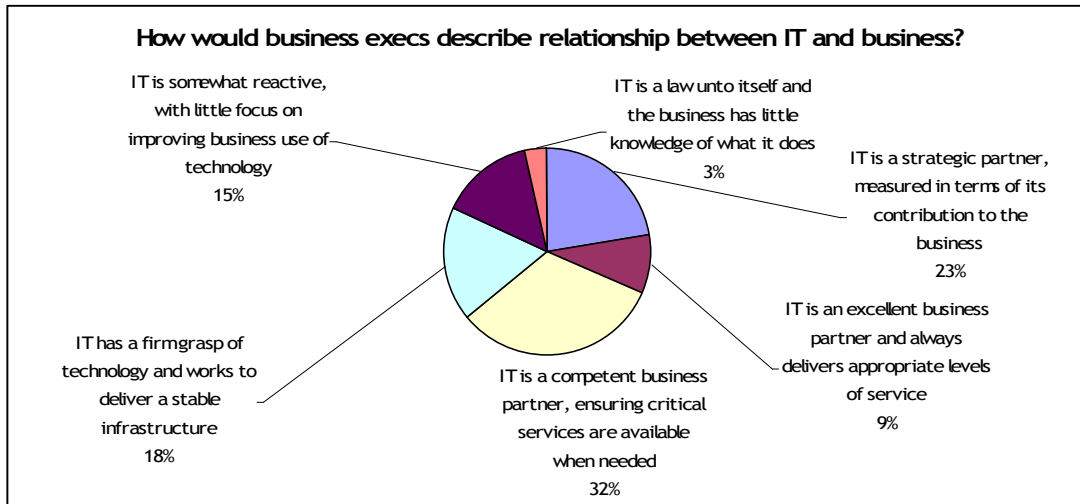 How would business execs describe relationship between IT and business?
IT is somewhat reactive,
with little focus on
improving business use of
technology
15%
IT is a law unto itself and
the business has little
knowledge of what it does
3%
IT is a strategic partner,
measured in terms of its
contribution to the
business
23%
IT has a firm grasp of
technology and works to
deliver a stable
infrastructure
18%
IT is a competent business
partner, ensuring critical
services are available
when needed
32%
IT is an excellent business
partner and always
delivers appropriate levels
of service
9%